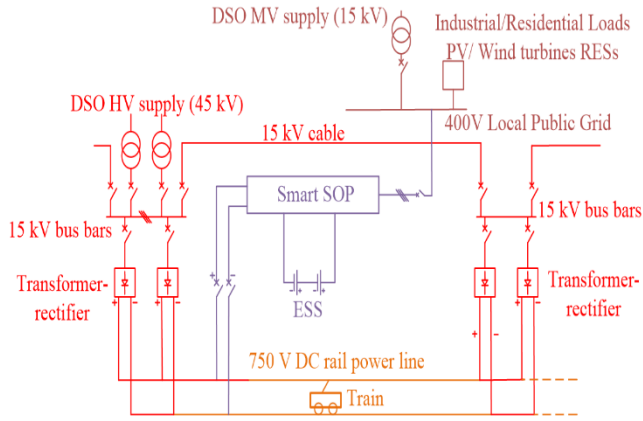 DSO MV supply (15 kV)
Industrial/Residential Loads
PV/ Wind turbines RESs
DSO HV supply (45 kV)
400V Local Public Grid
15 kV cable
Smart SOP
15 kV bus bars
15 kV bus bars
Transformer-
rectifier
Transformer-
rectifier
ESS
750 V DC rail power line
Train